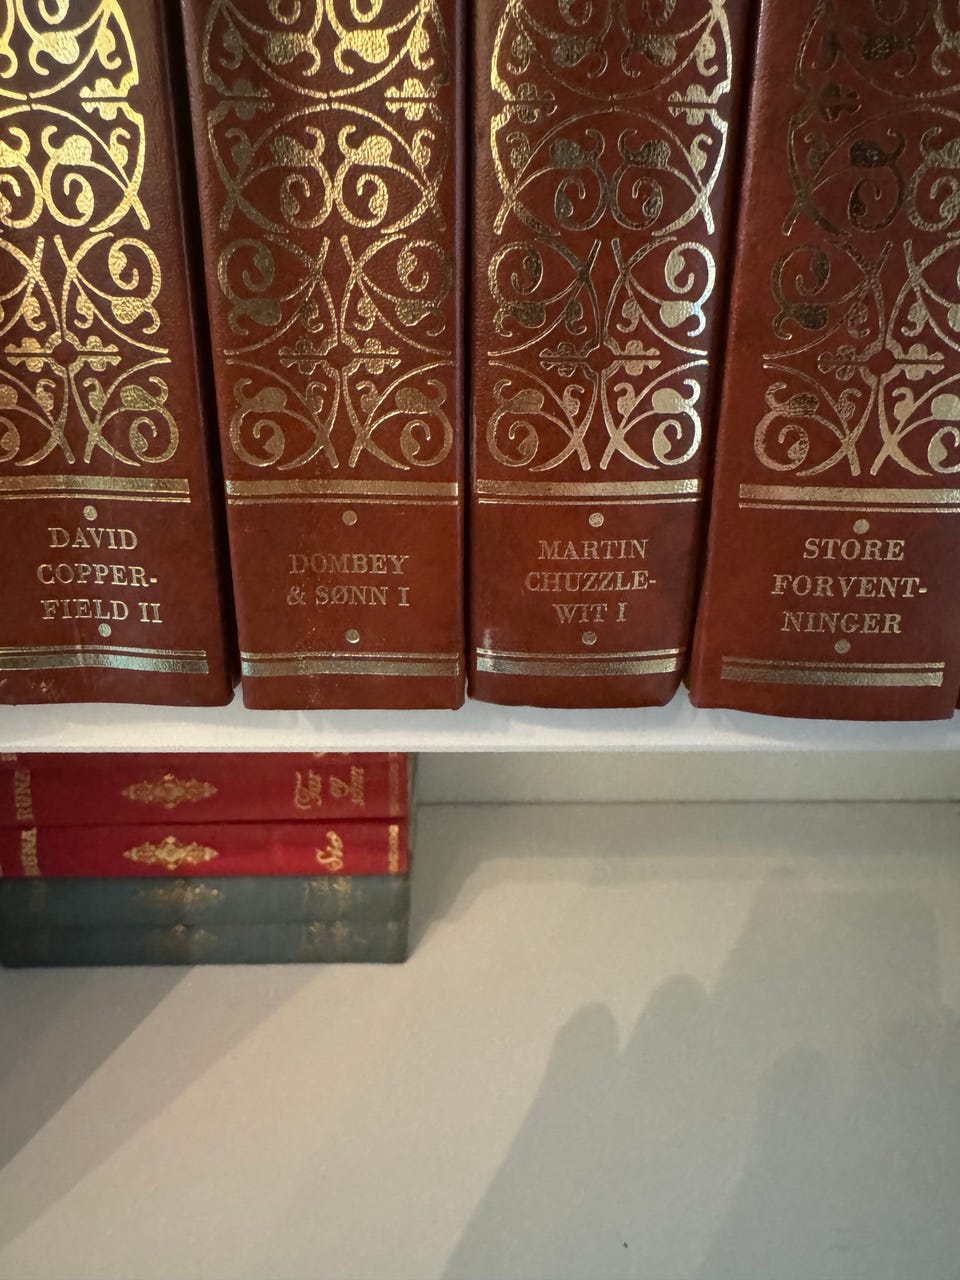 DAVID
COPPER-
FIELD II
DOMBEY
& SØNN I
MARTIN
CHUZZLE-
WIT I
STORE
FORVENT-
NINGER